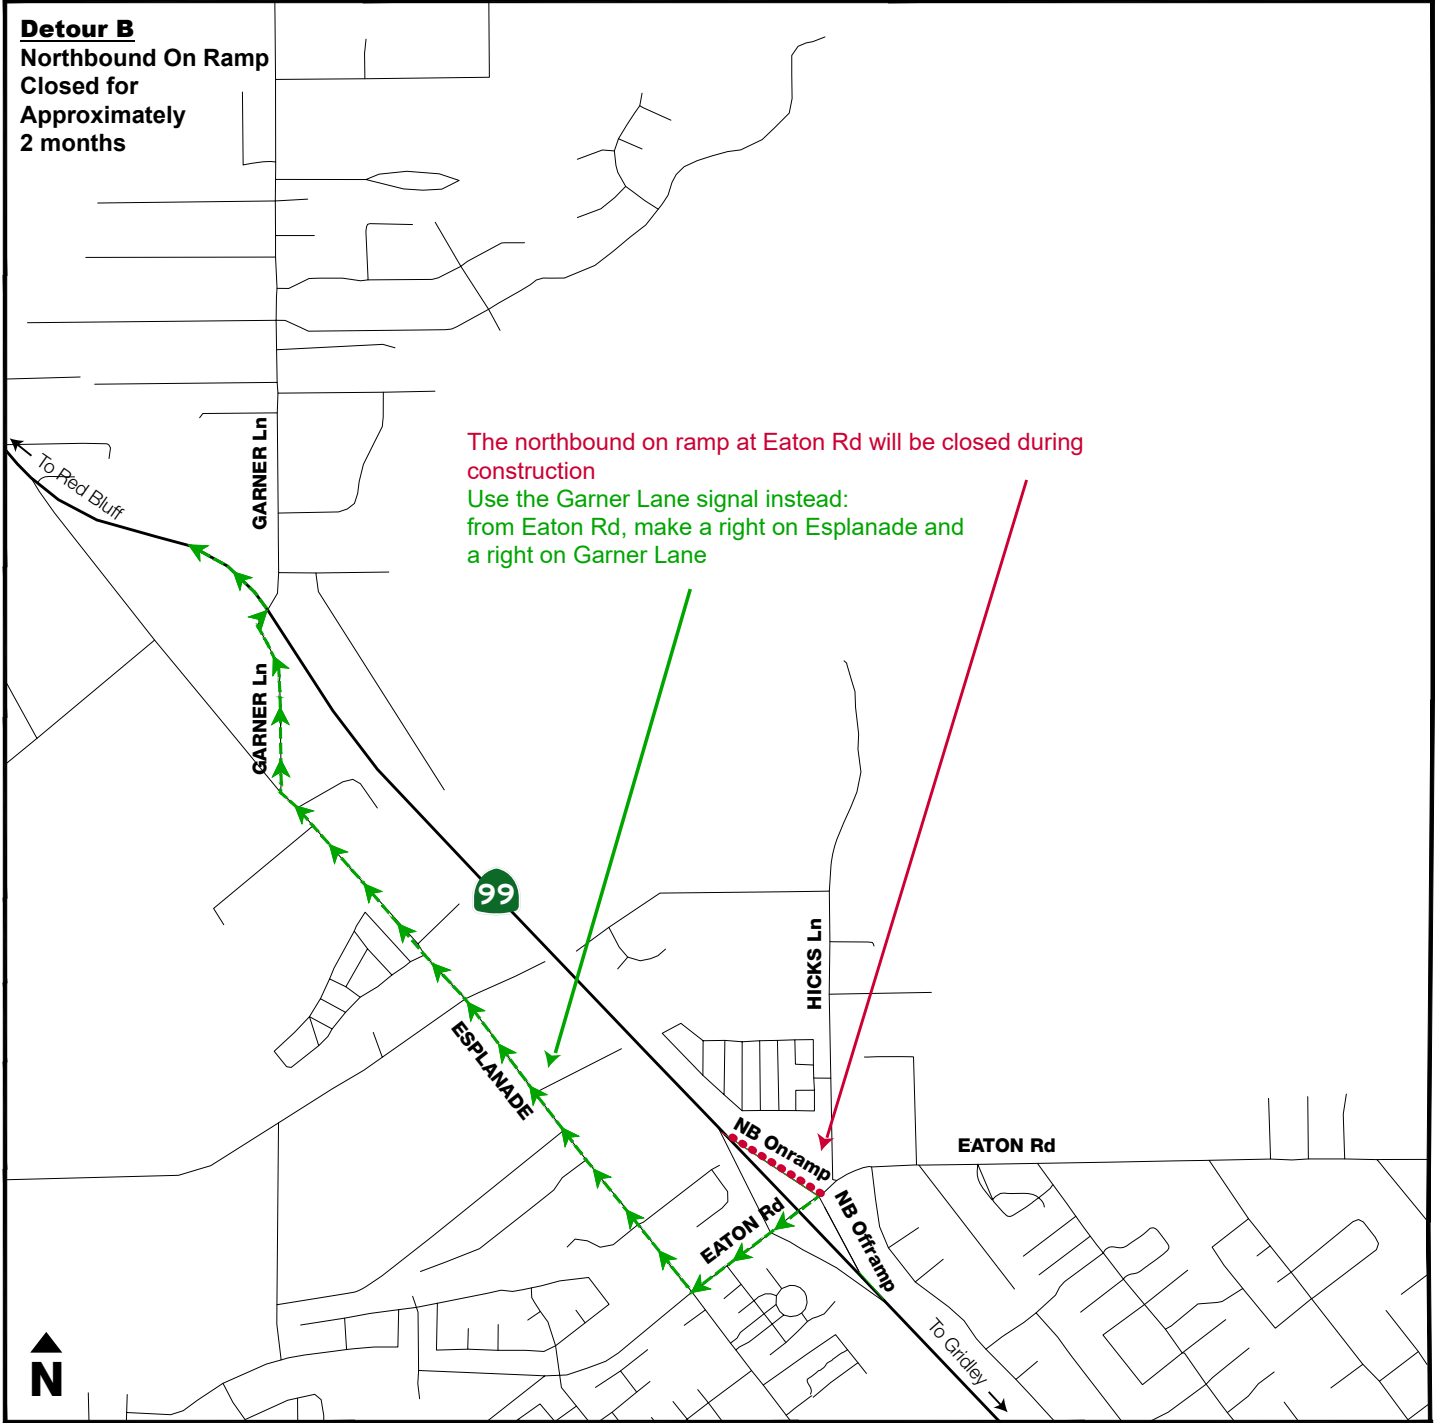 Detour B
Northbound On Ramp
Closed for
Approximately
2 months
GARNER Ln
To Red Bluff
The northbound on ramp at Eaton Rd will be closed during
construction
Use the Garner Lane signal instead:
from Eaton Rd, make a right on Esplanade and
a right on Garner Lane
GARNER Ln
99
HICKS Ln
ESPLANADE
NB Onramp
EATON Rd
EATON Rd
NB Offramp
To Gridley
N